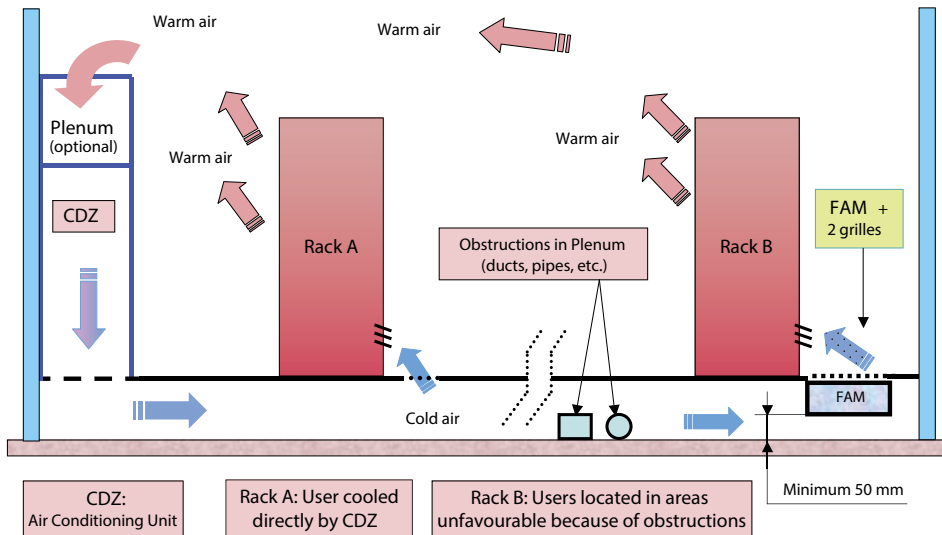 Warm air
Warm air
Warm air
Plenum
(optional)
Warm air
Warm air
CDZ
FAM +
2 grilles
Rack A
Obstructions in Plenum
(ducts, pipes, etc.)
Rack B
Cold air
FAM
Minimum 50 mm
CDZ:
Air Conditioning Unit
Rack A: User cooled
directly by CDZ
Rack B: Users located in areas
unfavourable because of obstructions